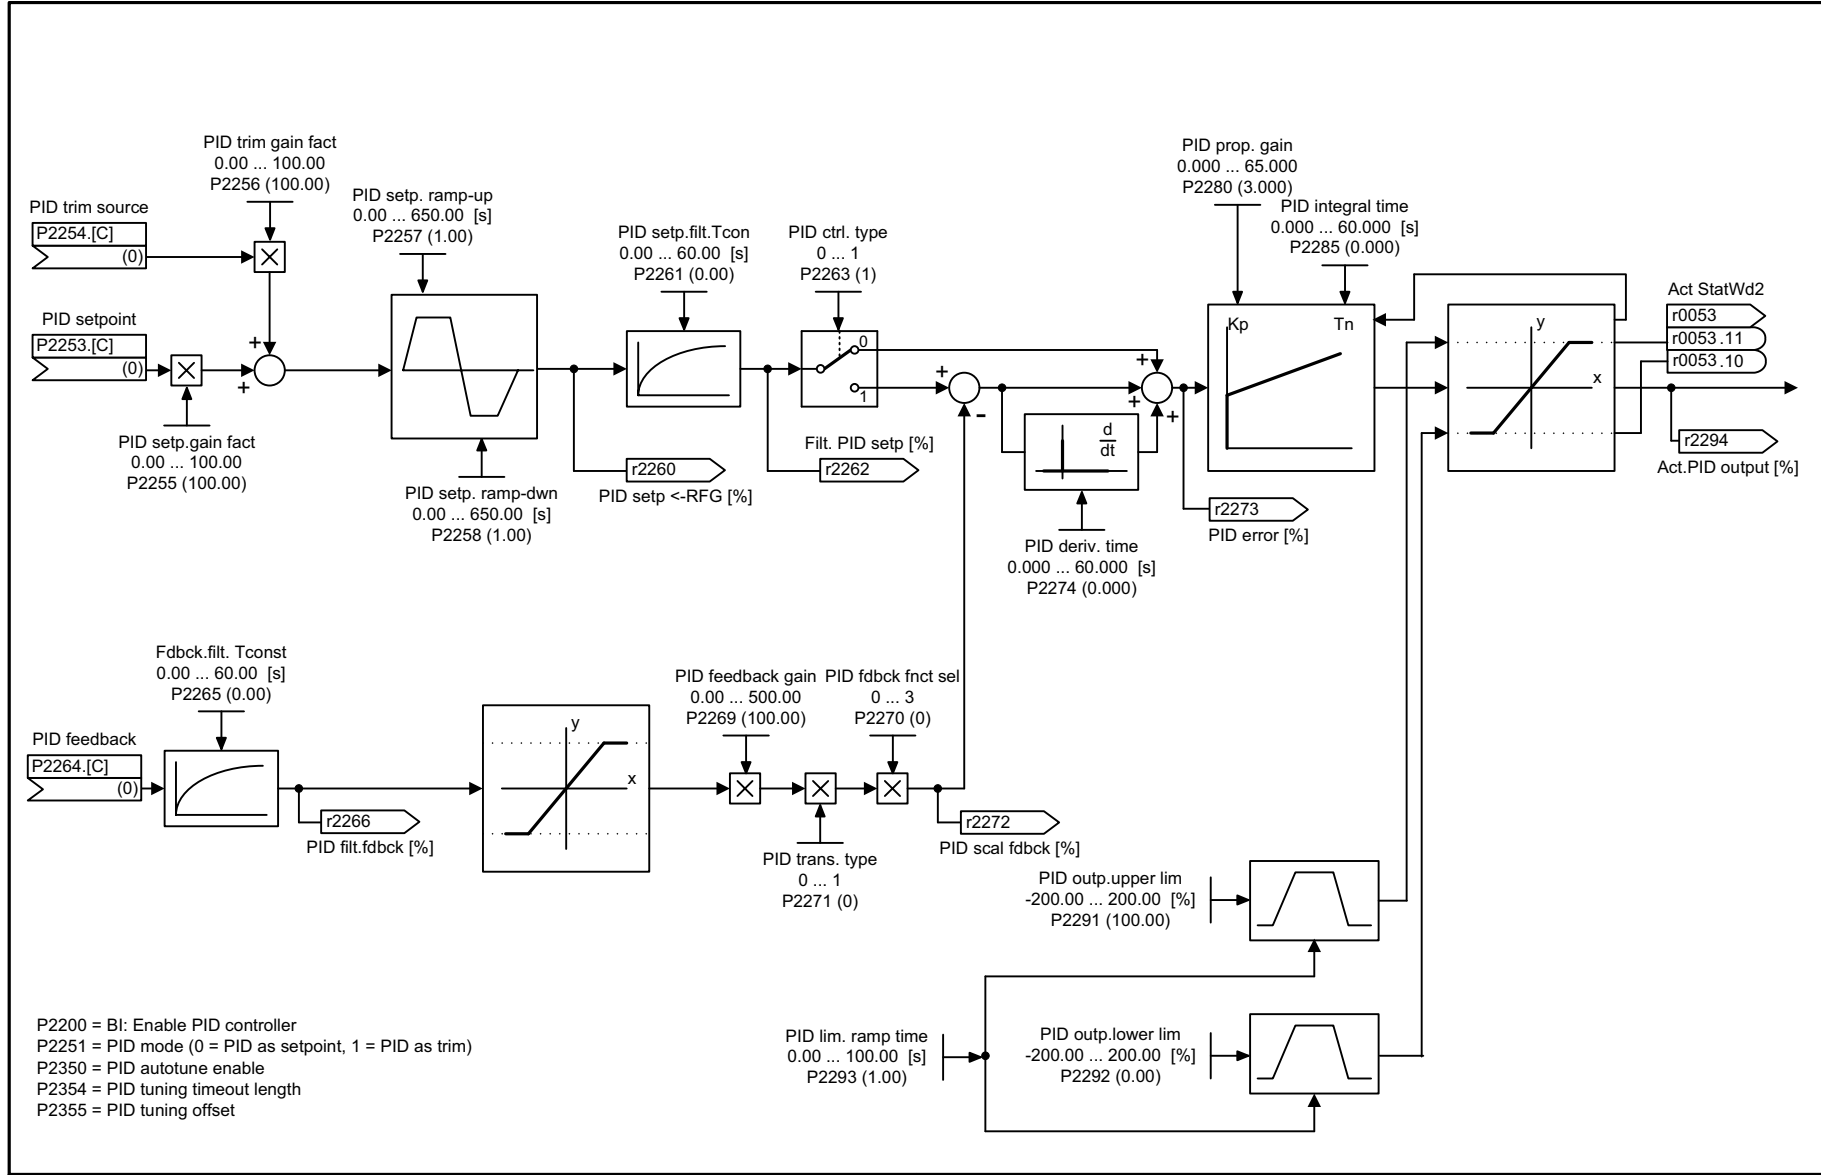 PID trim gain fact
0.00 ... 100.00
P2256 (100.00)
PID trim source
P2254.[C]
(0)
PID setpoint
P2253.[C]
(0)
+
+
PID setp.gain fact
0.00 ... 100.00
P2255 (100.00)
PID setp. ramp-up
0.00 ... 650.00 [s]
P2257 (1.00)
PID setp. ramp-dwn
0.00 ... 650.00 [s]
P2258 (1.00)
r2260
PID setp <-RFG [%]
PID setp.filt.Tcon
0.00 ... 60.00 [s]
P2261 (0.00)
PID ctrl. type
0 ... 1
P2263 (1)
0
1
Filt. PID setp [%]
r2262
+
-
+
+
+
d
dt
PID deriv. time
0.000 ... 60.000 [s]
P2274 (0.000)
PID prop. gain
0.000 ... 65.000
P2280 (3.000)
PID integral time
0.000 ... 60.000 [s]
P2285 (0.000)
Kp
Tn
r2273
PID error [%]
y
x
Act StatWd2
r0053
r0053 .11
r0053 .10
r2294
Act.PID output [%]
Fdbck.filt. Tconst
0.00 ... 60.00 [s]
P2265 (0.00)
PID feedback
P2264.[C]
(0)
r2266
PID filt.fdbck [%]
y
x
PID feedback gain
0.00 ... 500.00
P2269 (100.00)
PID fdbck fnct sel
0 ... 3
P2270 (0)
PID trans. type
0 ... 1
P2271 (0)
r2272
PID scal fdbck [%]
PID outp.upper lim
-200.00 ... 200.00 [%]
P2291 (100.00)
PID lim. ramp time
0.00 ... 100.00 [s]
P2293 (1.00)
PID outp.lower lim
-200.00 ... 200.00 [%]
P2292 (0.00)
P2200 = BI: Enable PID controller
P2251 = PID mode (0 = PID as setpoint, 1 = PID as trim)
P2350 = PID autotune enable
P2354 = PID tuning timeout length
P2355 = PID tuning offset